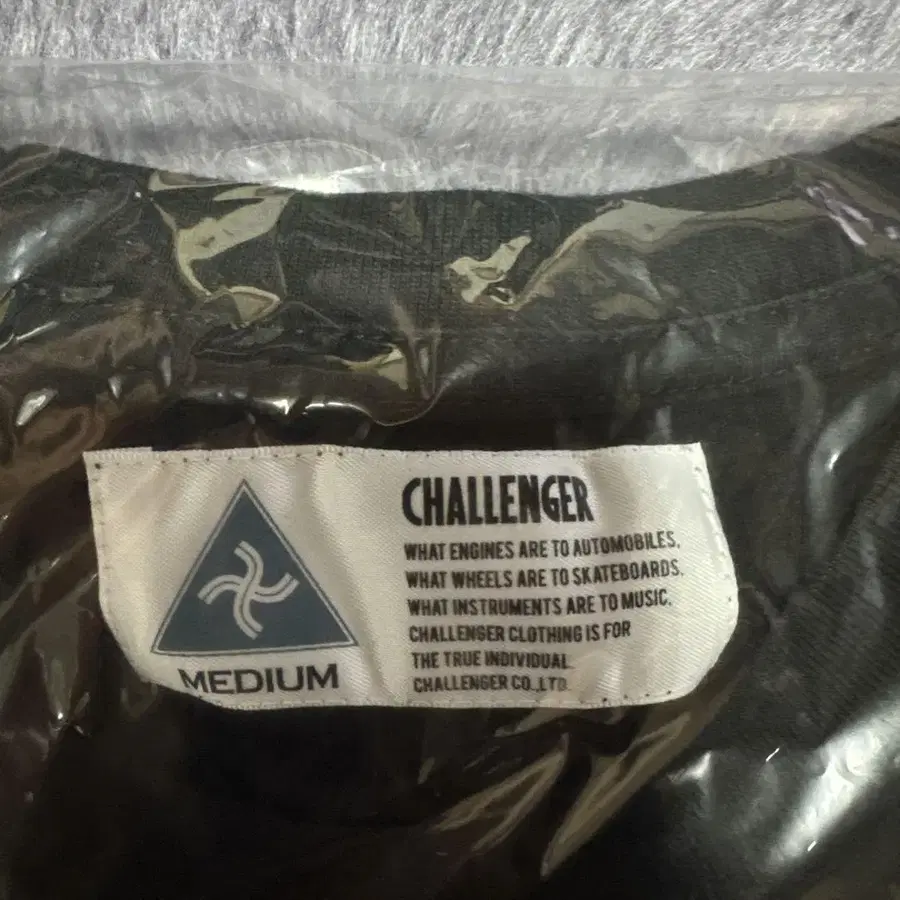 CHALLENGER
WHAT ENGINES ARE TO AUTOMOBILES,
WHAT WHEELS ARE TO SKATEBOARDS,
WHAT INSTRUMENTS ARE TO MUSIC,
CHALLENGER CLOTHING IS FOR
THE TRUE INDIVIDUAL.
CHALLENGER CO.,LTD.
MEDIUM